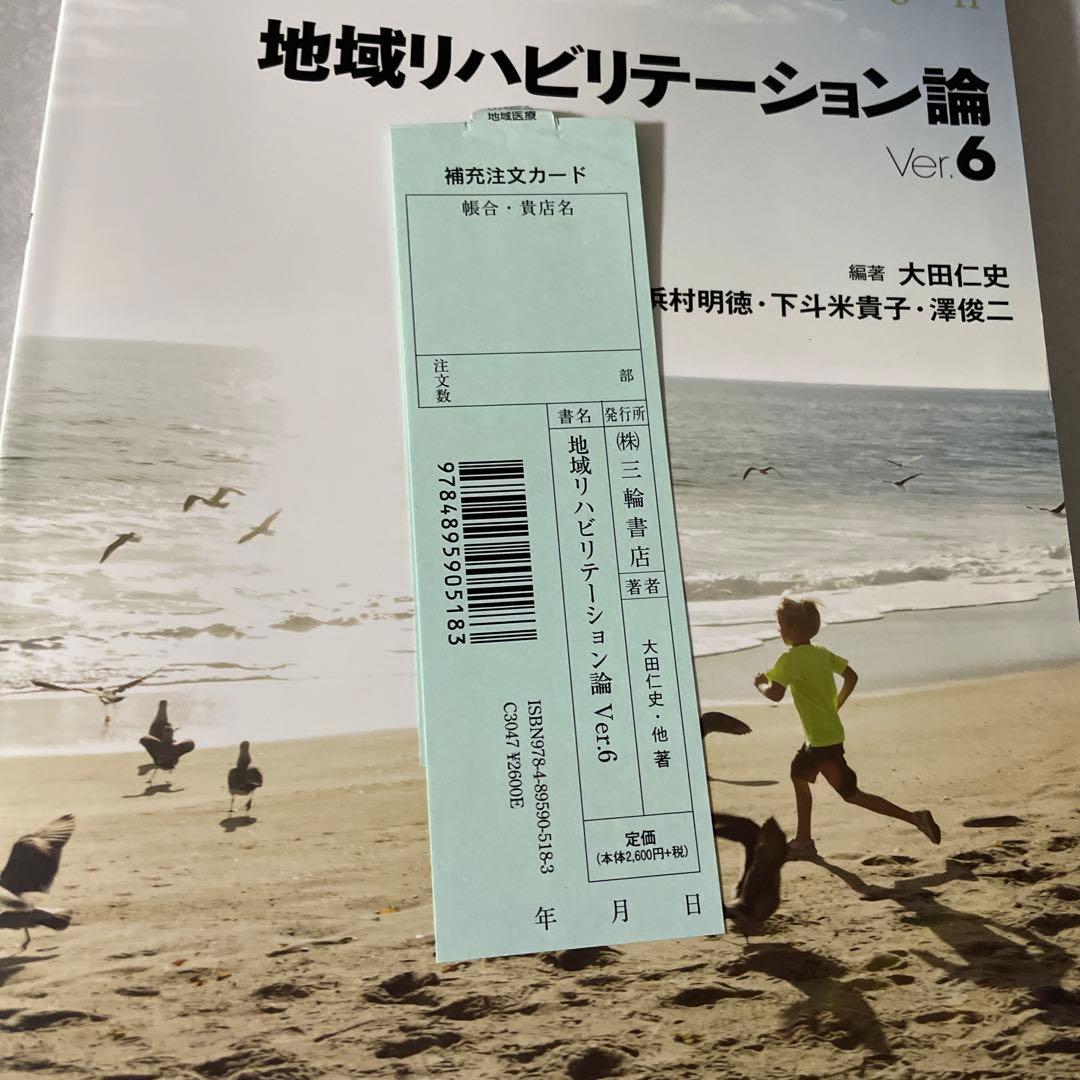 地域リハビリテーション論
Ver.6
編著 大田仁史
浜村明徳・下斗米貴子・澤俊二
地域医療
補充注文カード
帳合・貴店名
注文数
部
発行所
(株)三輪書店
書名
地域リハビリテーション論 Ver.6
著者
大田仁史・他 著
9784895905183
ISBN978-4-89590-518-3
C3047 ¥2600E
定価
(本体2,600円+税)
年 月 日